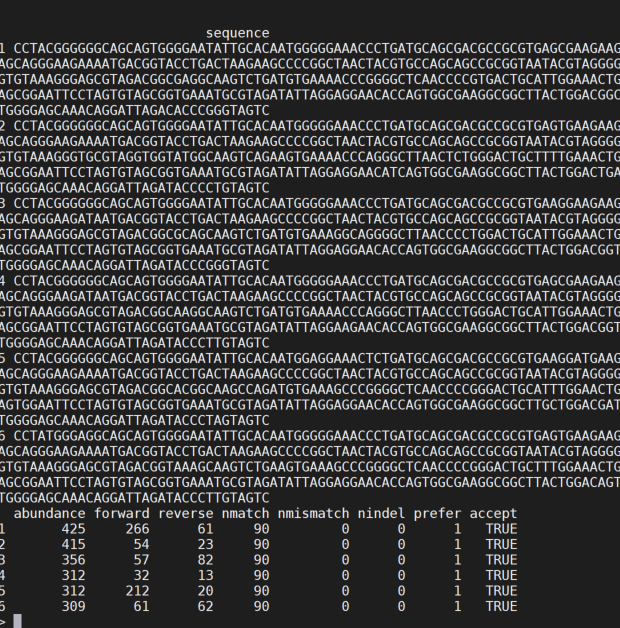 sequence
1 CCTACGGGGGGCAGCAGTGGGGAATATTGCACAATGGGGGAAACCCTGATGCAGCGACGCCGCGTGAGCGAAGAAG
AGCAGGGAAGAAAATGACGGTACCTGACTAAGAAGCCCCGGCTAACTACGTGCCAGCAGCCGCGGTAATACGTAGGGG
GTGTAAAGGGAGCGTAGACGGCGAGGCAAGTCTGATGTGAAAACCCGGGGCTCAACCCCGTGACTGCATTGGAAACTG
AGCGGAATTCCTAGTGTAGCGGTGAAATGCGTAGATATTAGGAGGAACACCAGTGGCGAAGGCGGCTTACTGGACGGC
TGGGGAGCAAACAGGATTAGACACCCGGGTAGTC
2 CCTACGGGGGGCAGCAGTGGGGAATATTGCACAATGGGGGAAACCCTGATGCAGCGACGCCGCGTGAGTGAAGAAG
AGCAGGGAAGAAAATGACGGTACCTGACTAAGAAGCCCCGGCTAACTACGTGCCAGCAGCCGCGGTAATACGTAGGGG
GTGTAAAGGGTGCGTAGGTGGTATGGCAAGTCAGAAGTGAAAACCCAGGGCTTAACTCTGGGACTGCTTTTGAAACTG
AGCGGAATTCCTAGTGTAGCGGTGAAATGCGTAGATATTAGGAGGAACATCAGTGGCGAAGGCGGCTTACTGGACTGA
TGGGGAGCAAACAGGATTAGATACCCCTGTAGTC
3 CCTACGGGGGGCAGCAGTGGGGAATATTGCACAATGGGGGAAACCCTGATGCAGCGACGCCGCGTGAAGGAAGAAG
AGCAGGGAAGATAATGACGGTACCTGACTAAGAAGCCCCGGCTAACTACGTGCCAGCAGCCGCGGTAATACGTAGGGG
GTGTAAAGGGAGCGTAGACGGCGCAGCAAGTCTGATGTGAAAGGCAGGGGCTTAACCCCTGGACTGCATTGGAAACTG
AGCGGAATTCCTAGTGTAGCGGTGAAATGCGTAGATATTAGGAGGAACACCAGTGGCGAAGGCGGCTTACTGGACGGT
TGGGGAGCAAACAGGATTAGATACCCGGGTAGTC
4 CCTACGGGGGGCAGCAGTGGGGAATATTGCACAATGGGGGAAACCCTGATGCAGCGACGCCGCGTGAGCGAAGAAG
AGCAGGGAAGATAATGACGGTACCTGACTAAGAAGCCCCGGCTAACTACGTGCCAGCAGCCGCGGTAATACGTAGGGG
GTGTAAAGGGAGCGTAGACGGCAAGGCAAGTCTGATGTGAAAACCCAGGGCTTAACCCTGGGACTGCATTGGAAACTG
AGCGGAATTCCTAGTGTAGCGGTGAAATGCGTAGATATTAGGAAGAACACCAGTGGCGAAGGCGGCTTACTGGACGGT
TGGGGAGCAAACAGGATTAGATACCCTTGTAGTC
5 CCTACGGGGGGCAGCAGTGGGGAATATTGCACAATGGAGGAAACTCTGATGCAGCGACGCCGCGTGAAGGATGAAG
AGCAGGGAAGAAAATGACGGTACCTGACTAAGAAGCCCCGGCTAACTACGTGCCAGCAGCCGCGGTAATACGTAGGGG
GTGTAAAGGGAGCGTAGACGGCACGGCAAGCCAGATGTGAAAGCCCGGGGCTCAACCCCGGGACTGCATTTGGAACTG
AGTGGAATTCCTAGTGTAGCGGTGAAATGCGTAGATATTAGGAGGAACACCAGTGGCGAAGGCGGCTTGCTGGACGAT
TGGGGAGCAAACAGGATTAGATACCCTAGTAGTC
6 CCTATGGGAGGCAGCAGTGGGGAATATTGCACAATGGGGGAAACCCTGATGCAGCGACGCCGCGTGAGTGAAGAAG
AGCAGGGAAGAAAATGACGGTACCTGACTAAGAAGCCCCGGCTAACTACGTGCCAGCAGCCGCGGTAATACGTAGGGG
GTGTAAAGGGAGCGTAGACGGTAAAGCAAGTCTGAAGTGAAAGCCCGGGGCTCAACCCCGGGACTGCTTTGGAAACTG
AGCGGAATTCCTAGTGTAGCGGTGAAATGCGTAGATATTAGGAGGAACACCAGTGGCGAAGGCGGCTTACTGGACAGT
TGGGGAGCAAACAGGATTAGATACCCTTGTAGTC
abundance forward reverse nmatch nmismatch nindel prefer accept
1 425 266 61 90 0 0 1 TRUE
2 415 54 23 90 0 0 1 TRUE
3 356 57 82 90 0 0 1 TRUE
4 312 32 13 90 0 0 1 TRUE
5 312 212 20 90 0 0 1 TRUE
6 309 61 62 90 0 0 1 TRUE
>